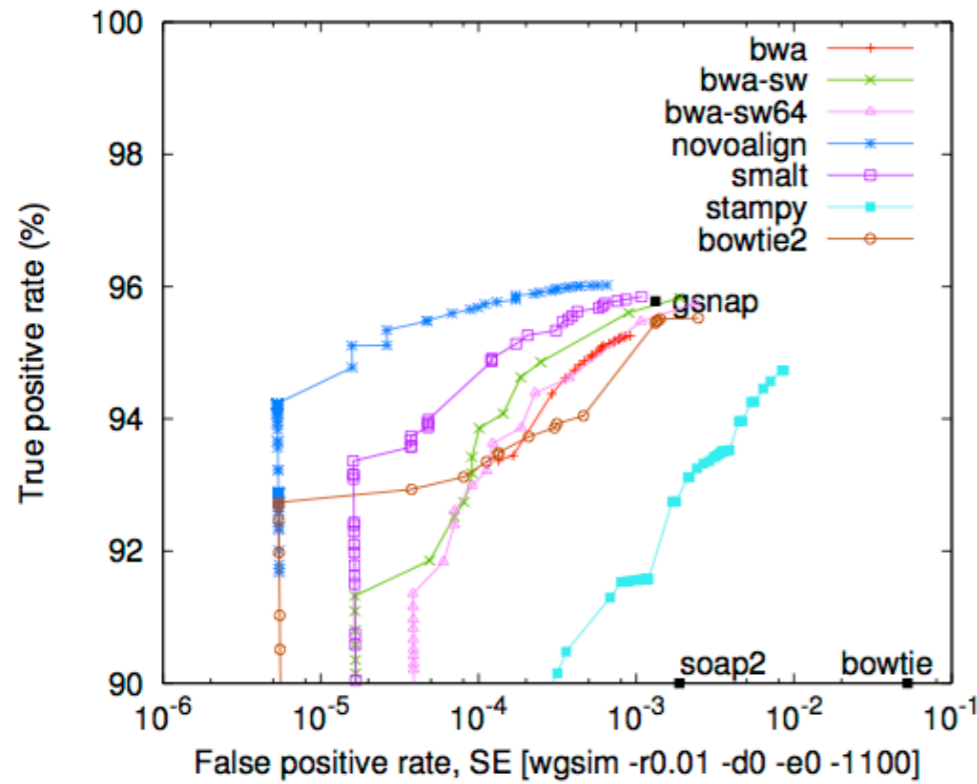 100
98
96
94
92
90
True positive rate (%)
bwa
bwa-sw
bwa-sw64
novoalign
smalt
stampy
bowtie2
gsnap
soap2
bowtie
10⁻⁶
10⁻⁵
10⁻⁴
10⁻³
10⁻²
10⁻¹
False positive rate, SE [wgsim -r0.01 -d0 -e0 -1100]